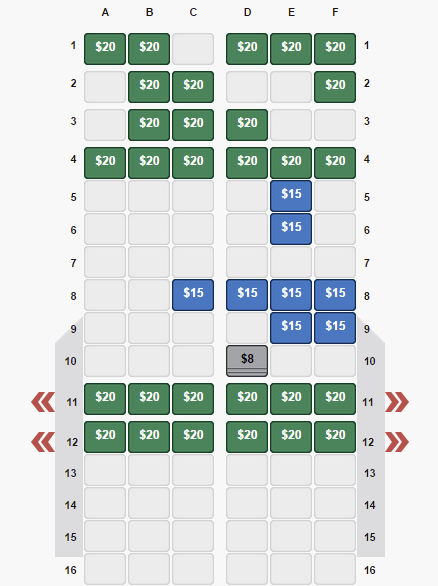 A B C D E F
1 $20 $20 $20 $20 $20 1
2 $20 $20 $20 2
3 $20 $20 $20 3
4 $20 $20 $20 $20 $20 $20 4
5 $15 5
6 $15 6
7 7
8 $15 $15 $15 $15 8
9 $15 $15 9
10 $8 10
11 $20 $20 $20 $20 $20 $20 11
12 $20 $20 $20 $20 $20 $20 12
13 13
14 14
15 15
16 16